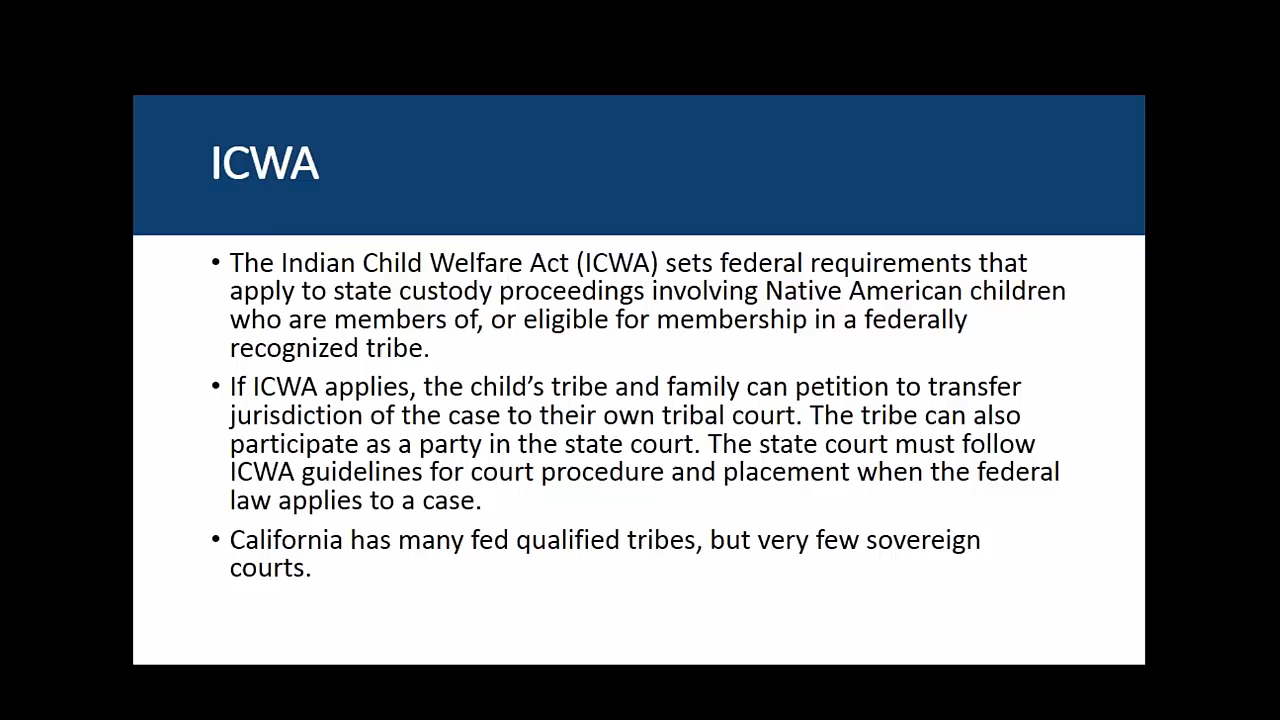 ICWA
• The Indian Child Welfare Act (ICWA) sets federal requirements that
apply to state custody proceedings involving Native American children
who are members of, or eligible for membership in a federally
recognized tribe.
• If ICWA applies, the child’s tribe and family can petition to transfer
jurisdiction of the case to their own tribal court. The tribe can also
participate as a party in the state court. The state court must follow
ICWA guidelines for court procedure and placement when the federal
law applies to a case.
• California has many fed qualified tribes, but very few sovereign
courts.